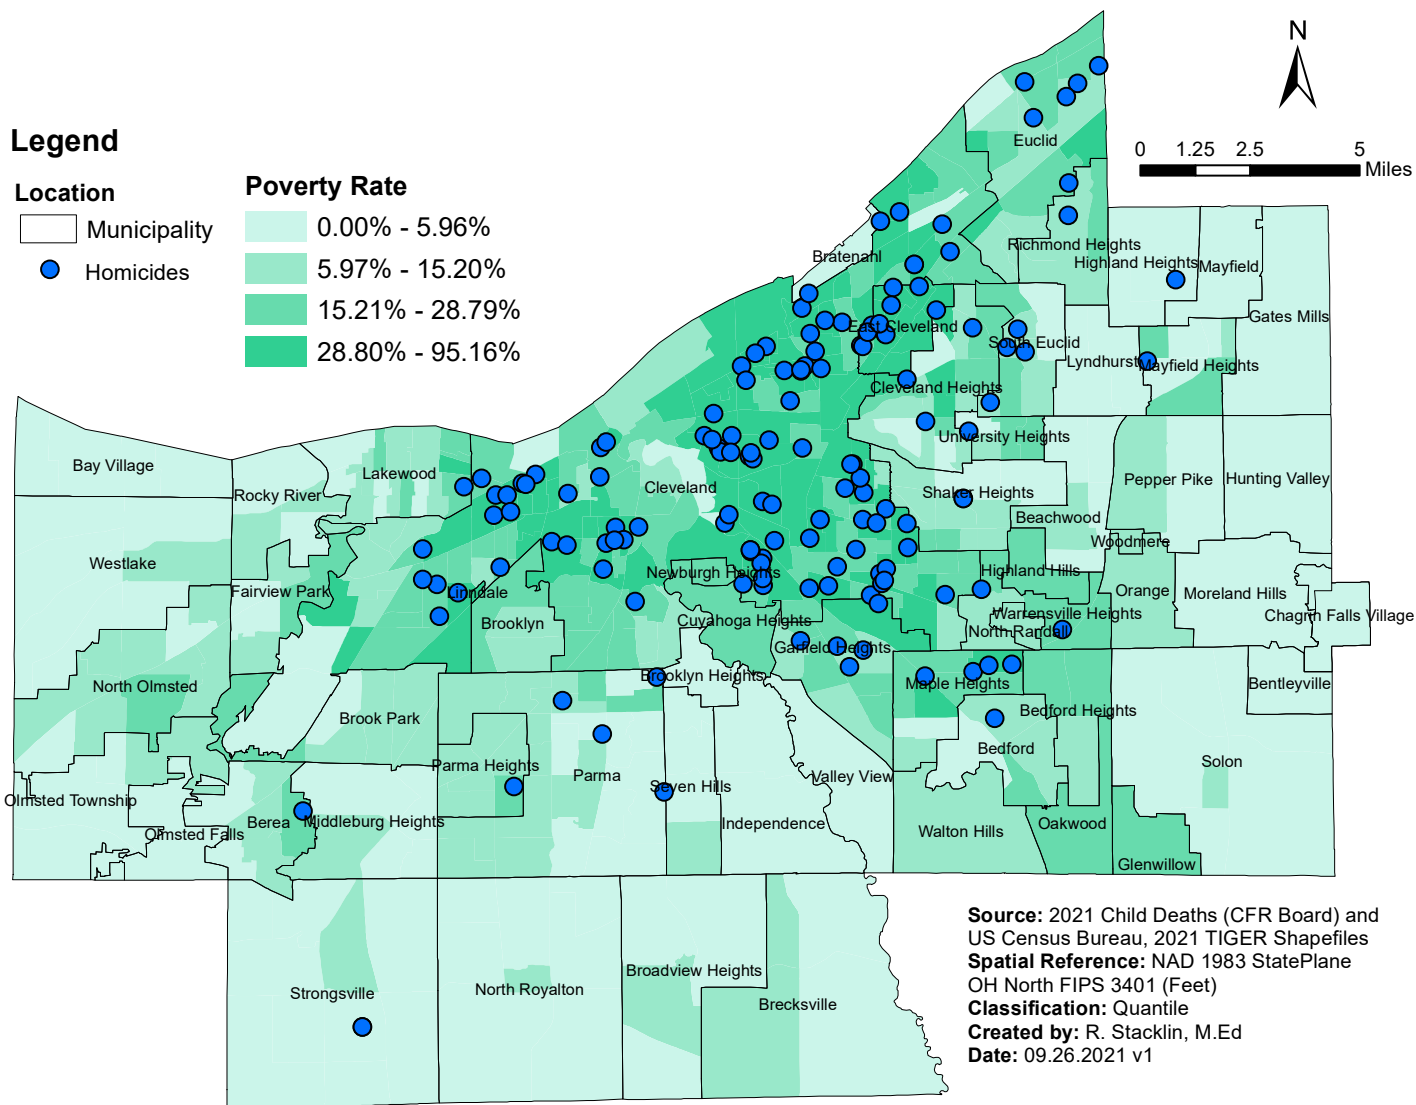 N
0 1.25 2.5 5
Miles
Legend
Location
Municipality
Homicides
Poverty Rate
0.00% - 5.96%
5.97% - 15.20%
15.21% - 28.79%
28.80% - 95.16%
Euclid
Richmond Heights
Highland Heights
Mayfield
Bratenahl
Gates Mills
East Cleveland
South Euclid
Lyndhurst
Mayfield Heights
Cleveland Heights
University Heights
Bay Village
Lakewood
Rocky River
Cleveland
Shaker Heights
Pepper Pike
Hunting Valley
Beachwood
Woodmere
Westlake
Fairview Park
Linndale
Newburgh Heights
Highland Hills
Orange
Moreland Hills
Chagrin Falls Village
Brooklyn
Cuyahoga Heights
Warrensville Heights
North Randall
Garfield Heights
Brooklyn Heights
North Olmsted
Maple Heights
Bentleyville
Brook Park
Bedford Heights
Bedford
Solon
Parma Heights
Parma
Seven Hills
Valley View
Olmsted Township
Olmsted Falls
Berea
Middleburg Heights
Independence
Walton Hills
Oakwood
Glenwillow
Strongsville
North Royalton
Broadview Heights
Brecksville
Source: 2021 Child Deaths (CFR Board) and
US Census Bureau, 2021 TIGER Shapefiles
Spatial Reference: NAD 1983 StatePlane
OH North FIPS 3401 (Feet)
Classification: Quantile
Created by: R. Stacklin, M.Ed
Date: 09.26.2021 v1